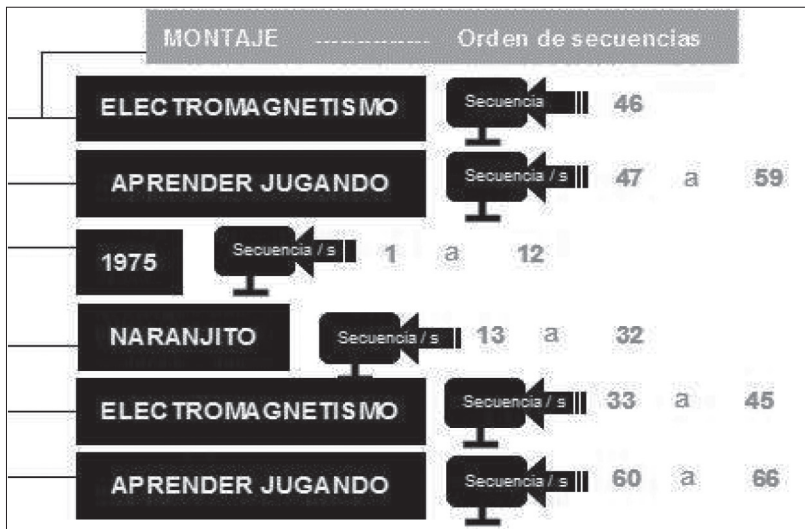 MONTAJE ------------- Orden de secuencias
ELECTROMAGNETISMO Secuencia 46
APRENDER JUGANDO Secuencia / s 47 a 59
1975 Secuencia / s 1 a 12
NARANJITO Secuencia / s 13 a 32
ELECTROMAGNETISMO Secuencia / s 33 a 45
APRENDER JUGANDO Secuencia / s 60 a 66